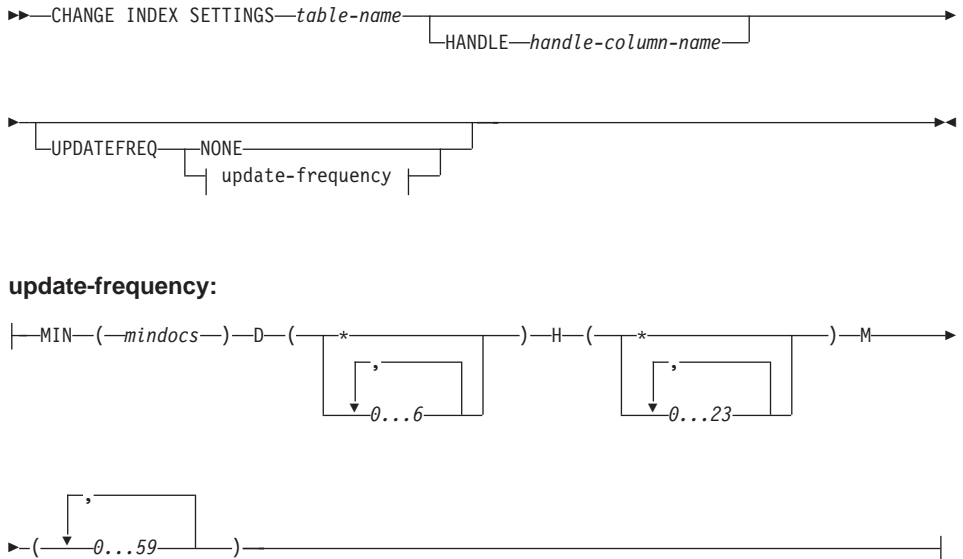 CHANGE INDEX SETTINGS table-name
HANDLE handle-column-name
UPDATEFREQ NONE
update-frequency
update-frequency:
MIN ( mindocs ) D ( * ) H ( * ) M
, ,
0...6 0...23
,
( 0...59 )